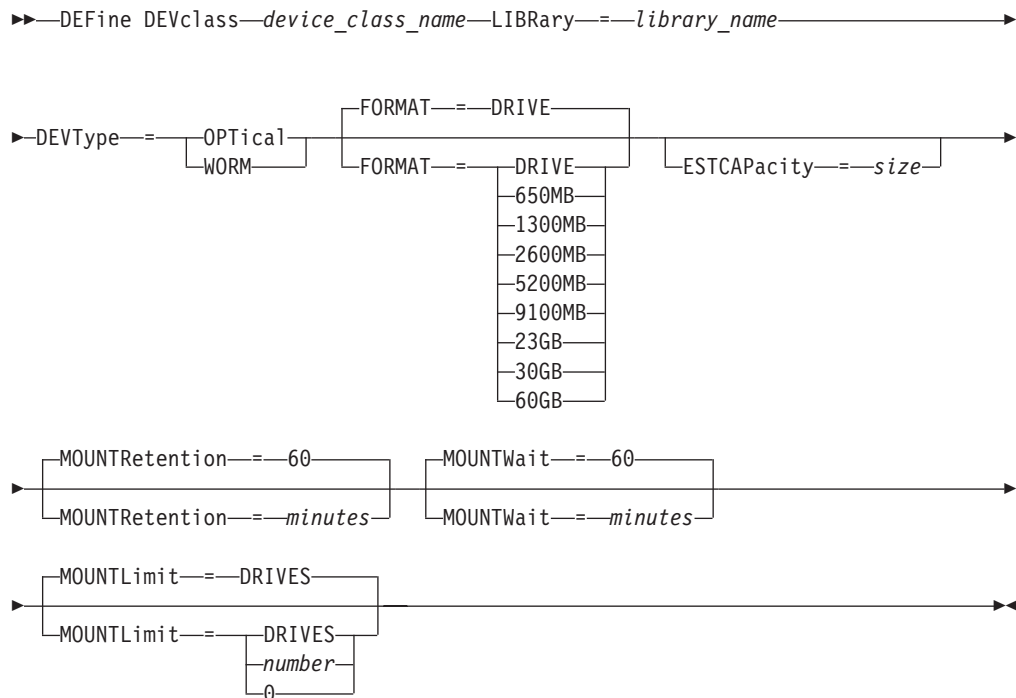 DEFine DEVclass device_class_name LIBRary = library_name
FORMAT = DRIVE
DEVType = OPTical FORMAT = DRIVE ESTCAPacity = size
WORM 650MB
1300MB
2600MB
5200MB
9100MB
23GB
30GB
60GB
MOUNTRetention = 60 MOUNTWait = 60
MOUNTRetention = minutes MOUNTWait = minutes
MOUNTLimit = DRIVES
MOUNTLimit = DRIVES
number
0